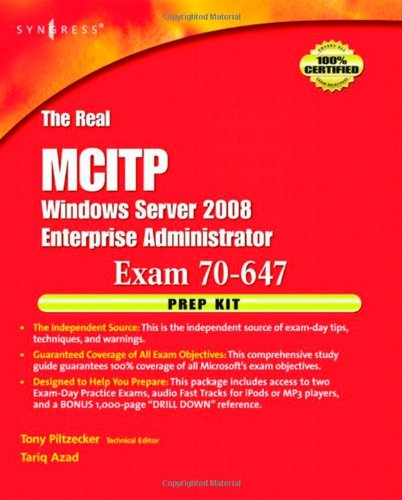 Copyrighted Material
SYNGRESS®
COVERS ALL
100%
CERTIFIED
EXAM OBJECTIVES
The Real
MCITP
Windows Server 2008
Enterprise Administrator
Exam 70-647
PREP KIT
• The Independent Source: This is the independent source of exam-day tips,
techniques, and warnings.
• Guaranteed Coverage of All Exam Objectives: This comprehensive study
guide guarantees 100% coverage of all Microsoft's exam objectives.
• Designed to Help You Prepare: This package includes access to two
Exam-Day Practice Exams, audio Fast Tracks for iPods or MP3 players,
and a BONUS 1,000-page "DRILL DOWN" reference.
Tony Piltzecker Technical Editor
Tariq Azad
Copyrighted Material